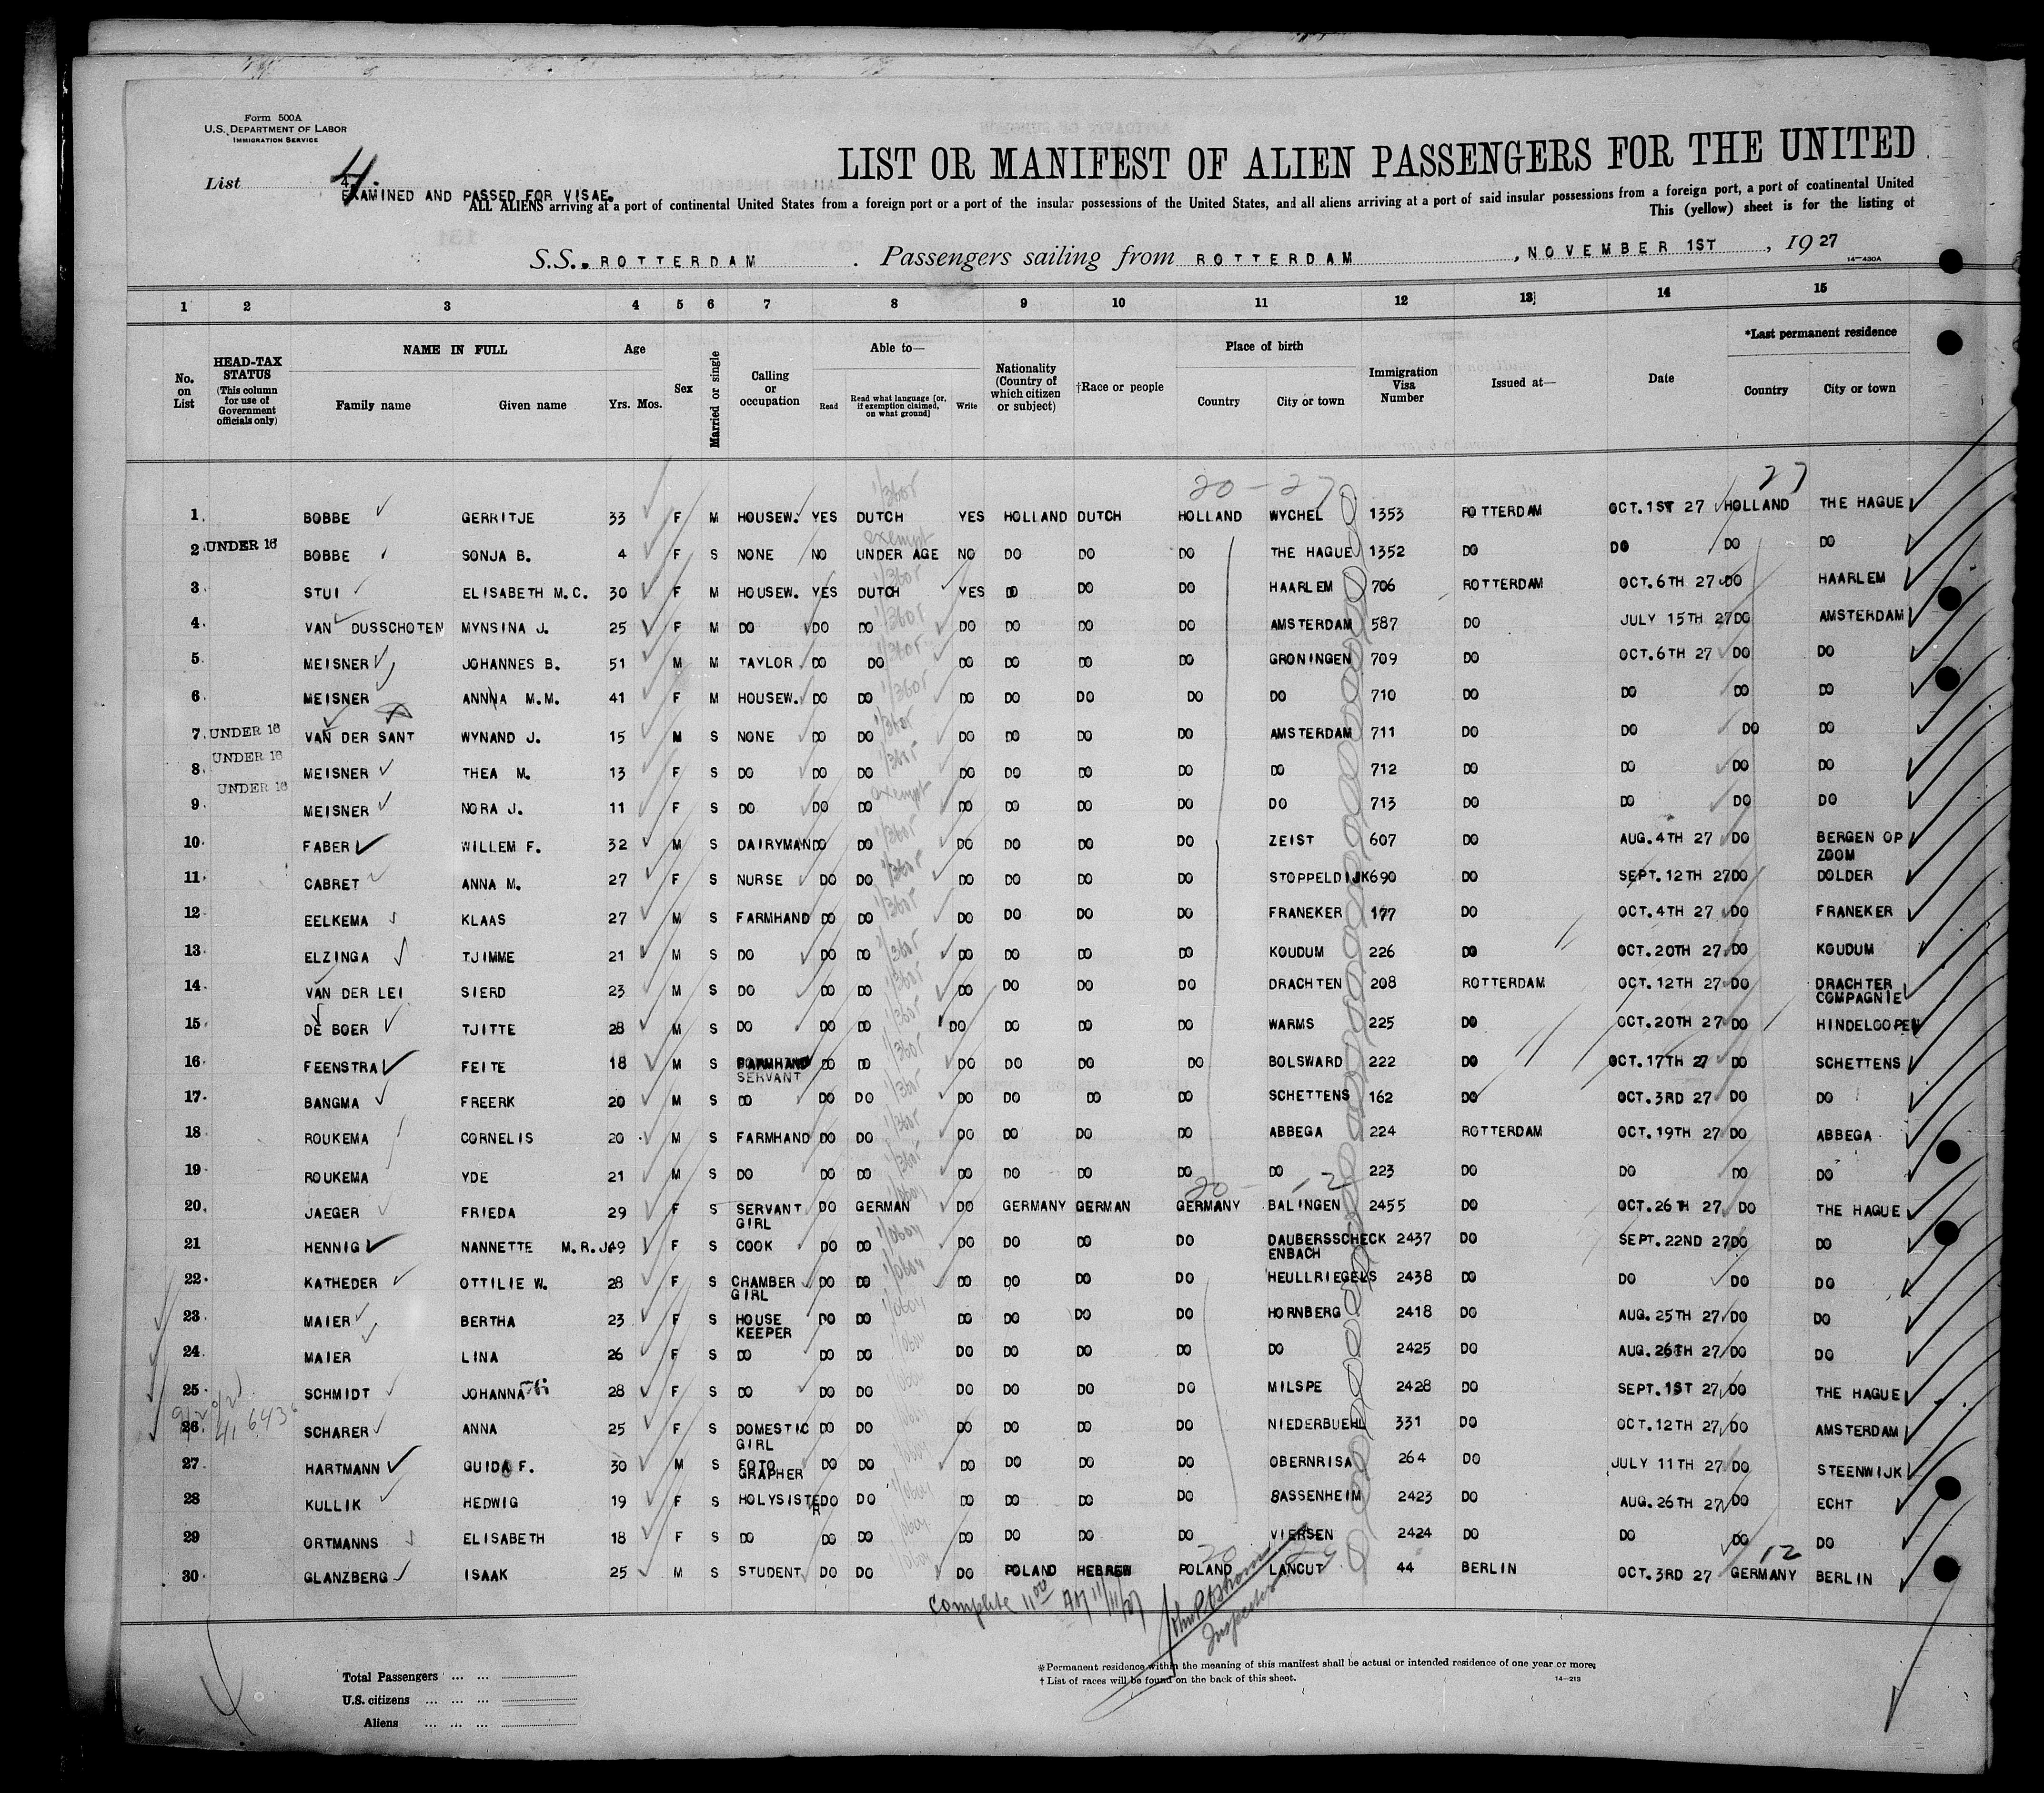 Form 500A
U.S. DEPARTMENT OF LABOR
IMMIGRATION SERVICE
LIST OR MANIFEST OF ALIEN PASSENGERS FOR THE UNITED
List 4.
EXAMINED AND PASSED FOR VISAE.
ALL ALIENS arriving at a port of continental United States from a foreign port or a port of the insular possessions of the United States, and all aliens arriving at a port of said insular possessions from a foreign port, a port of continental United
This (yellow) sheet is for the listing of
S.S. ROTTERDAM . Passengers sailing from ROTTERDAM , NOVEMBER 1ST , 1927
14—430A
1 2 3 4 5 6 7 8 9 10 11 12 13 14 15
No. on List
HEAD-TAX STATUS (This column for use of Government officials only)
NAME IN FULL
Family name Given name
Age
Yrs. Mos.
Sex
Married or single
Calling or occupation
Able to—
Read
Read what language [or, if exemption claimed, on what ground]
Write
Nationality (Country of which citizen or subject)
†Race or people
Place of birth
Country City or town
Immigration Visa Number
Issued at—
Date
*Last permanent residence
Country City or town
20 - 27 27
1. BOBBE GERRITJE 33 F M HOUSEW. YES DUTCH YES HOLLAND DUTCH HOLLAND WYCHEL 1353 ROTTERDAM OCT.1ST 27 HOLLAND THE HAGUE
exempt
2. UNDER 16 BOBBE SONJA B. 4 F S NONE NO UNDER AGE NO DO DO DO THE HAGUE 1352 DO DO DO DO
3. STUI ELISABETH M.C. 30 F M HOUSEW. YES DUTCH YES DO DO DO HAARLEM 706 ROTTERDAM OCT.6TH 27 DO HAARLEM
4. VAN DUSSCHOTEN MYNSINA J. 25 F M DO DO DO DO DO DO DO AMSTERDAM 587 DO JULY 15TH 27 DO AMSTERDAM
5. MEISNER JOHANNES B. 51 M M TAYLOR DO DO DO DO DO DO GRONINGEN 709 DO OCT.6TH 27 DO DO
6. MEISNER ANNNA M.M. 41 F M HOUSEW. DO DO DO DO DO DO DO 710 DO DO DO DO
7. UNDER 16 VAN DER SANT WYNAND J. 15 M S NONE DO DO DO DO DO DO AMSTERDAM 711 DO DO DO DO
UNDER 16
8. MEISNER THEA M. 13 F S DO DO DO DO DO DO DO DO 712 DO DO DO DO
UNDER 16 exempt
9. MEISNER NORA J. 11 F S DO DO DO DO DO DO DO DO 713 DO DO DO DO
10. FABER WILLEM F. 32 M S DAIRYMAN DO DO DO DO DO DO ZEIST 607 DO AUG.4TH 27 DO BERGEN OP
ZOOM
11. CABRET ANNA M. 27 F S NURSE DO DO DO DO DO DO STOPPELDIJK 690 DO SEPT.12TH 27 DO DOLDER
12 EELKEMA KLAAS 27 M S FARMHAND DO DO DO DO DO DO FRANEKER 177 DO OCT.4TH 27 DO FRANEKER
13. ELZINGA TJIMME 21 M S DO DO DO DO DO DO DO KOUDUM 226 DO OCT.20TH 27 DO KOUDUM
14. VAN DER LEI SIERD 23 M S DO DO DO DO DO DO DO DRACHTEN 208 ROTTERDAM OCT.12TH 27 DO DRACHTER
COMPAGNIE
15. DE BOER TJITTE 28 M S DO DO DO DO DO DO DO WARMS 225 DO OCT.20TH 27 DO HINDELOOPEN
16. FEENSTRA FEITE 18 M S FARMHAND DO DO DO DO DO DO BOLSWARD 222 DO OCT.17TH 27 DO SCHETTENS
SERVANT
17. BANGMA FREERK 20 M S DO DO DO DO DO DO DO SCHETTENS 162 DO OCT.3RD 27 DO DO
18 ROUKEMA CORNELIS 20 M S FARMHAND DO DO DO DO DO DO ABBEGA 224 ROTTERDAM OCT.19TH 27 DO ABBEGA
19. ROUKEMA YDE 21 M S DO DO DO DO DO DO DO DO 223 DO DO DO DO
20. JAEGER FRIEDA 29 F S SERVANT DO GERMAN DO GERMANY GERMAN GERMANY BALINGEN 2455 DO OCT.26TH 27 DO THE HAGUE
GIRL
21 HENNIG NANNETTE M.R.J. 49 F S COOK DO DO DO DO DO DO DAUBERSSCHECK 2437 DO SEPT.22ND 27 DO DO
ENBACH
22. KATHEDER OTTILIE W. 28 F S CHAMBER DO DO DO DO DO DO HEULLRIEGELS 2438 DO DO DO DO
GIRL
23 MAIER BERTHA 23 F S HOUSE DO DO DO DO DO DO HORNBERG 2418 DO AUG.25TH 27 DO DO
KEEPER
24. MAIER LINA 26 F S DO DO DO DO DO DO DO DO 2425 DO AUG.26TH 27 DO DO
25. SCHMIDT JOHANNA 28 F S DO DO DO DO DO DO DO MILSPE 2428 DO SEPT.1ST 27 DO THE HAGUE
26. SCHARER ANNA 25 F S DOMESTIC DO DO DO DO DO DO NIEDERBUEHL 331 DO OCT.12TH 27 DO AMSTERDAM
GIRL
27 HARTMANN GUIDA F. 30 M S FOTO DO DO DO DO DO DO OBERNRISA 264 DO JULY 11TH 27 DO STEENWIJK
GRAPHER
28 KULLIK HEDWIG 19 F S HOLYSISTER DO DO DO DO DO DO SASSENHEIM 2423 DO AUG.26TH 27 DO ECHT
29 ORTMANNS ELISABETH 18 F S DO DO DO DO DO DO DO VIERSEN 2424 DO DO DO DO
12
30 GLANZBERG ISAAK 25 M S STUDENT DO DO DO POLAND HEBREW POLAND LANCUT 44 BERLIN OCT.3RD 27 GERMANY BERLIN
Complete 11 00 AM 11/11/27
Inspector
*Permanent residence within the meaning of this manifest shall be actual or intended residence of one year or more.
† List of races will be found on the back of this sheet.
14—213
Total Passengers
U.S. citizens
Aliens